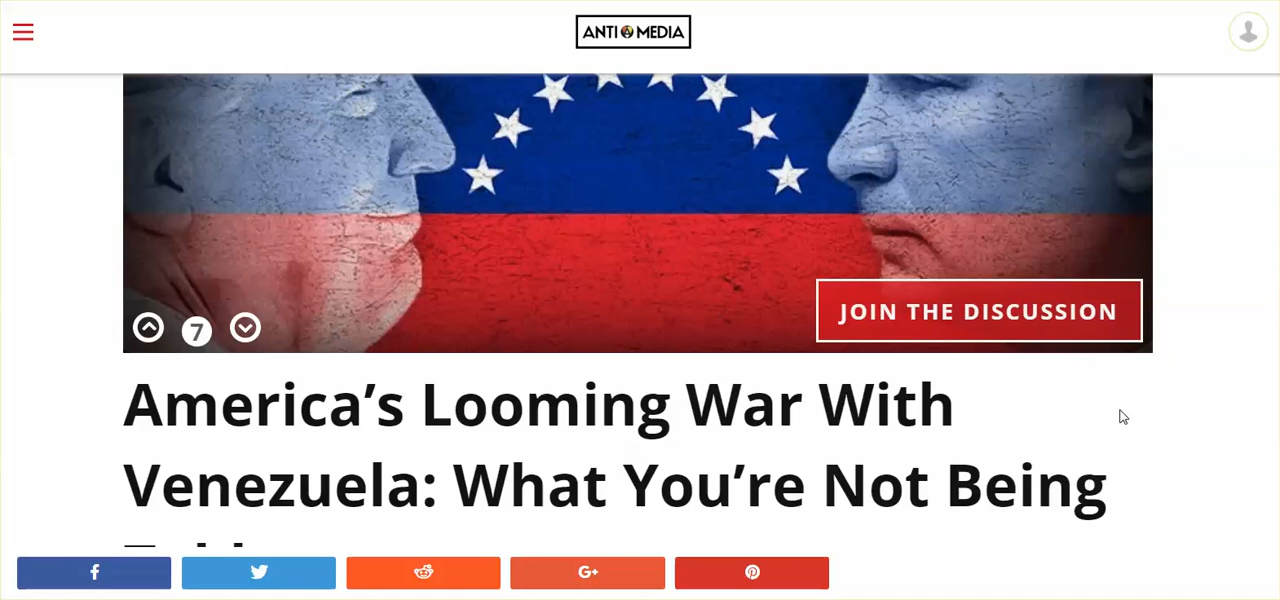 ANTI MEDIA
7
JOIN THE DISCUSSION
America’s Looming War With
Venezuela: What You’re Not Being
f
G+